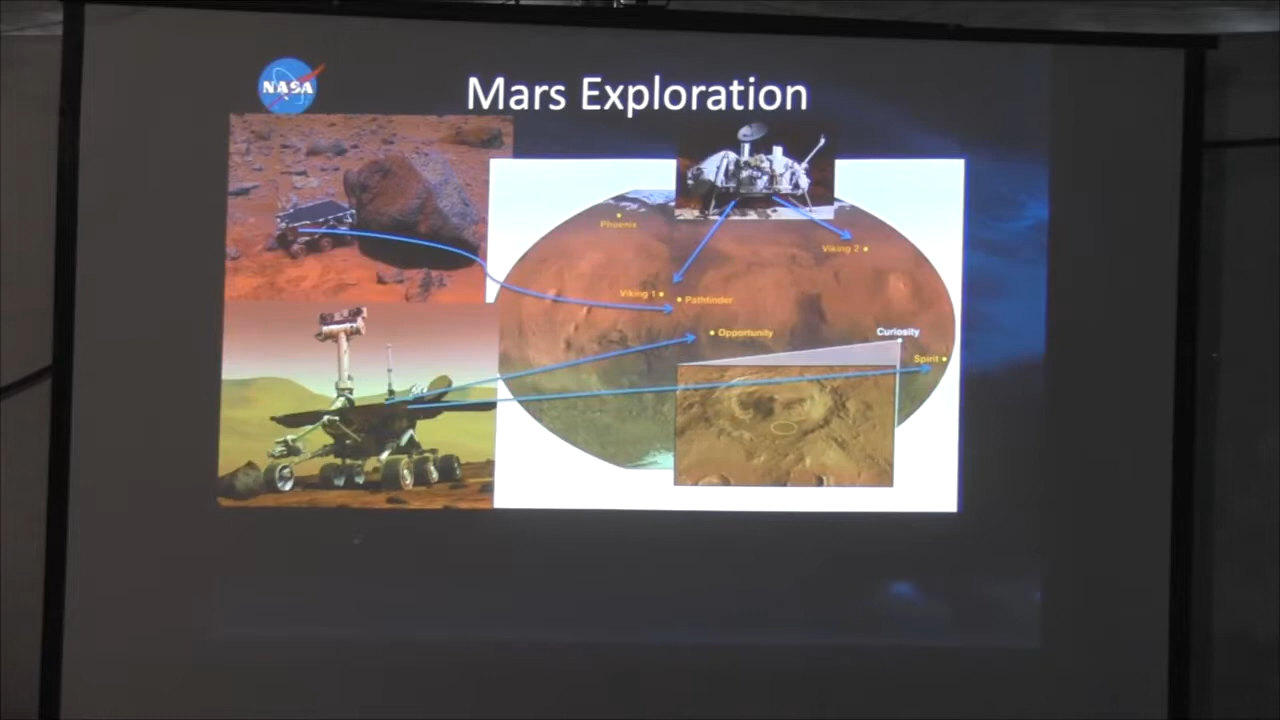 NASA
Mars Exploration
Phoenix
Viking 2
Viking 1
Pathfinder
Opportunity
Curiosity
Spirit